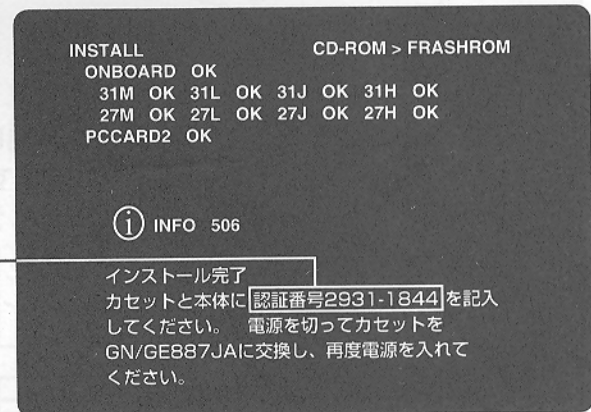 INSTALL CD-ROM > FRASHROM
ONBOARD OK
31M OK 31L OK 31J OK 31H OK
27M OK 27L OK 27J OK 27H OK
PCCARD2 OK
i INFO 506
インストール完了
カセットと本体に認証番号2931-1844を記入
してください。 電源を切ってカセットを
GN/GE887JAに交換し、再度電源を入れて
ください。